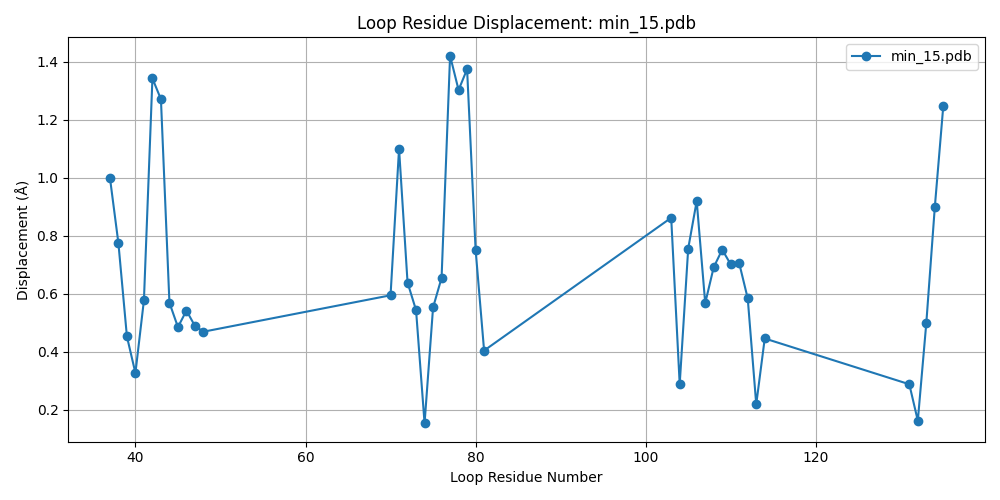 Loop Residue Displacement: min_15.pdb
min_15.pdb
Displacement (Å)
1.4
1.2
1.0
0.8
0.6
0.4
0.2
40 60 80 100 120
Loop Residue Number